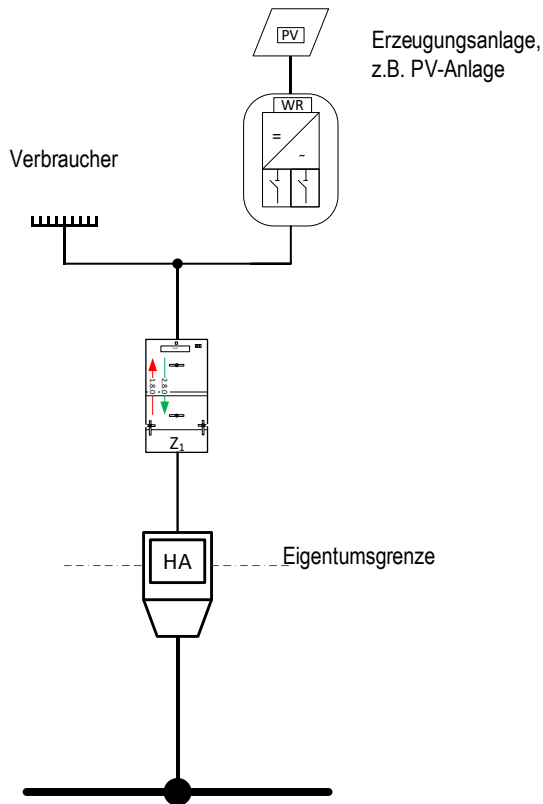 PV
Erzeugungsanlage,
z.B. PV-Anlage
WR
=
~
Verbraucher
1.8.0
2.8.0
Z₁
HA
Eigentumsgrenze